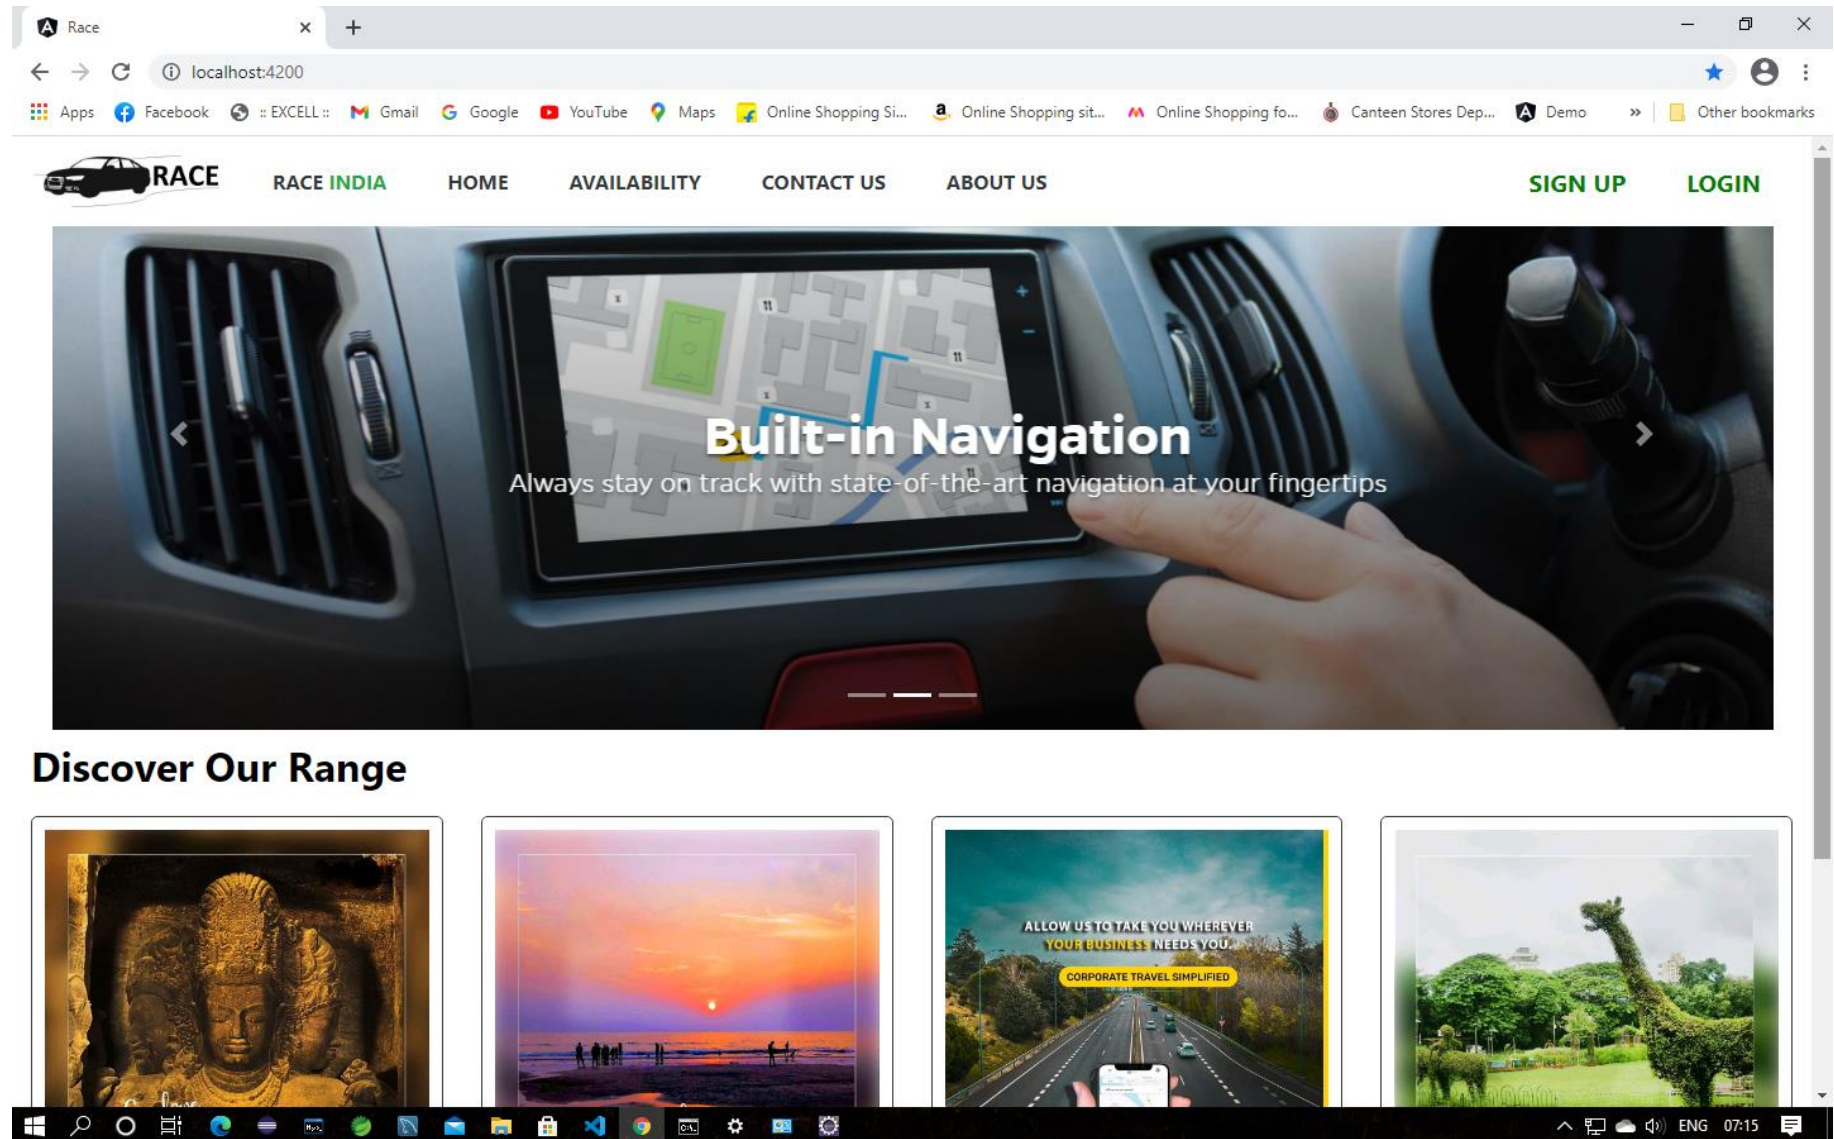 Race
localhost:4200
Apps Facebook :: EXCELL :: Gmail Google YouTube Maps Online Shopping Si... Online Shopping sit... Online Shopping fo... Canteen Stores Dep... Demo » Other bookmarks
RACE RACE INDIA HOME AVAILABILITY CONTACT US ABOUT US SIGN UP LOGIN
Built-in Navigation
Always stay on track with state-of-the-art navigation at your fingertips
Discover Our Range
ALLOW US TO TAKE YOU WHEREVER
YOUR BUSINESS NEEDS YOU.
CORPORATE TRAVEL SIMPLIFIED
ENG 07:15